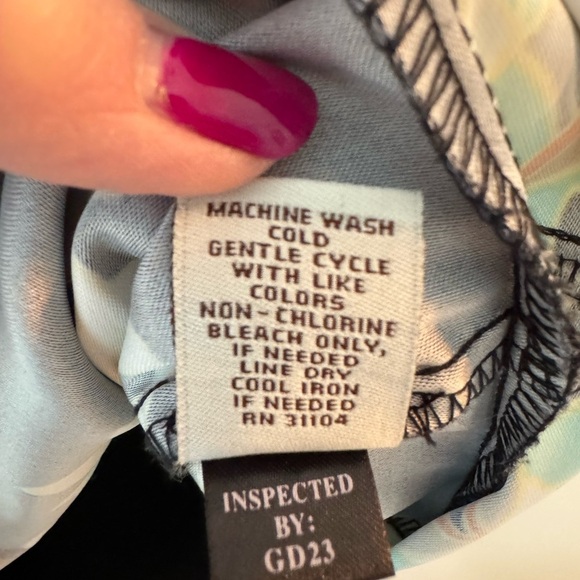 MACHINE WASH
COLD
GENTLE CYCLE
WITH LIKE
COLORS
NON-CHLORINE
BLEACH ONLY,
IF NEEDED
LINE DRY
COOL IRON
IF NEEDED
RN 31104
INSPECTED
BY:
GD23